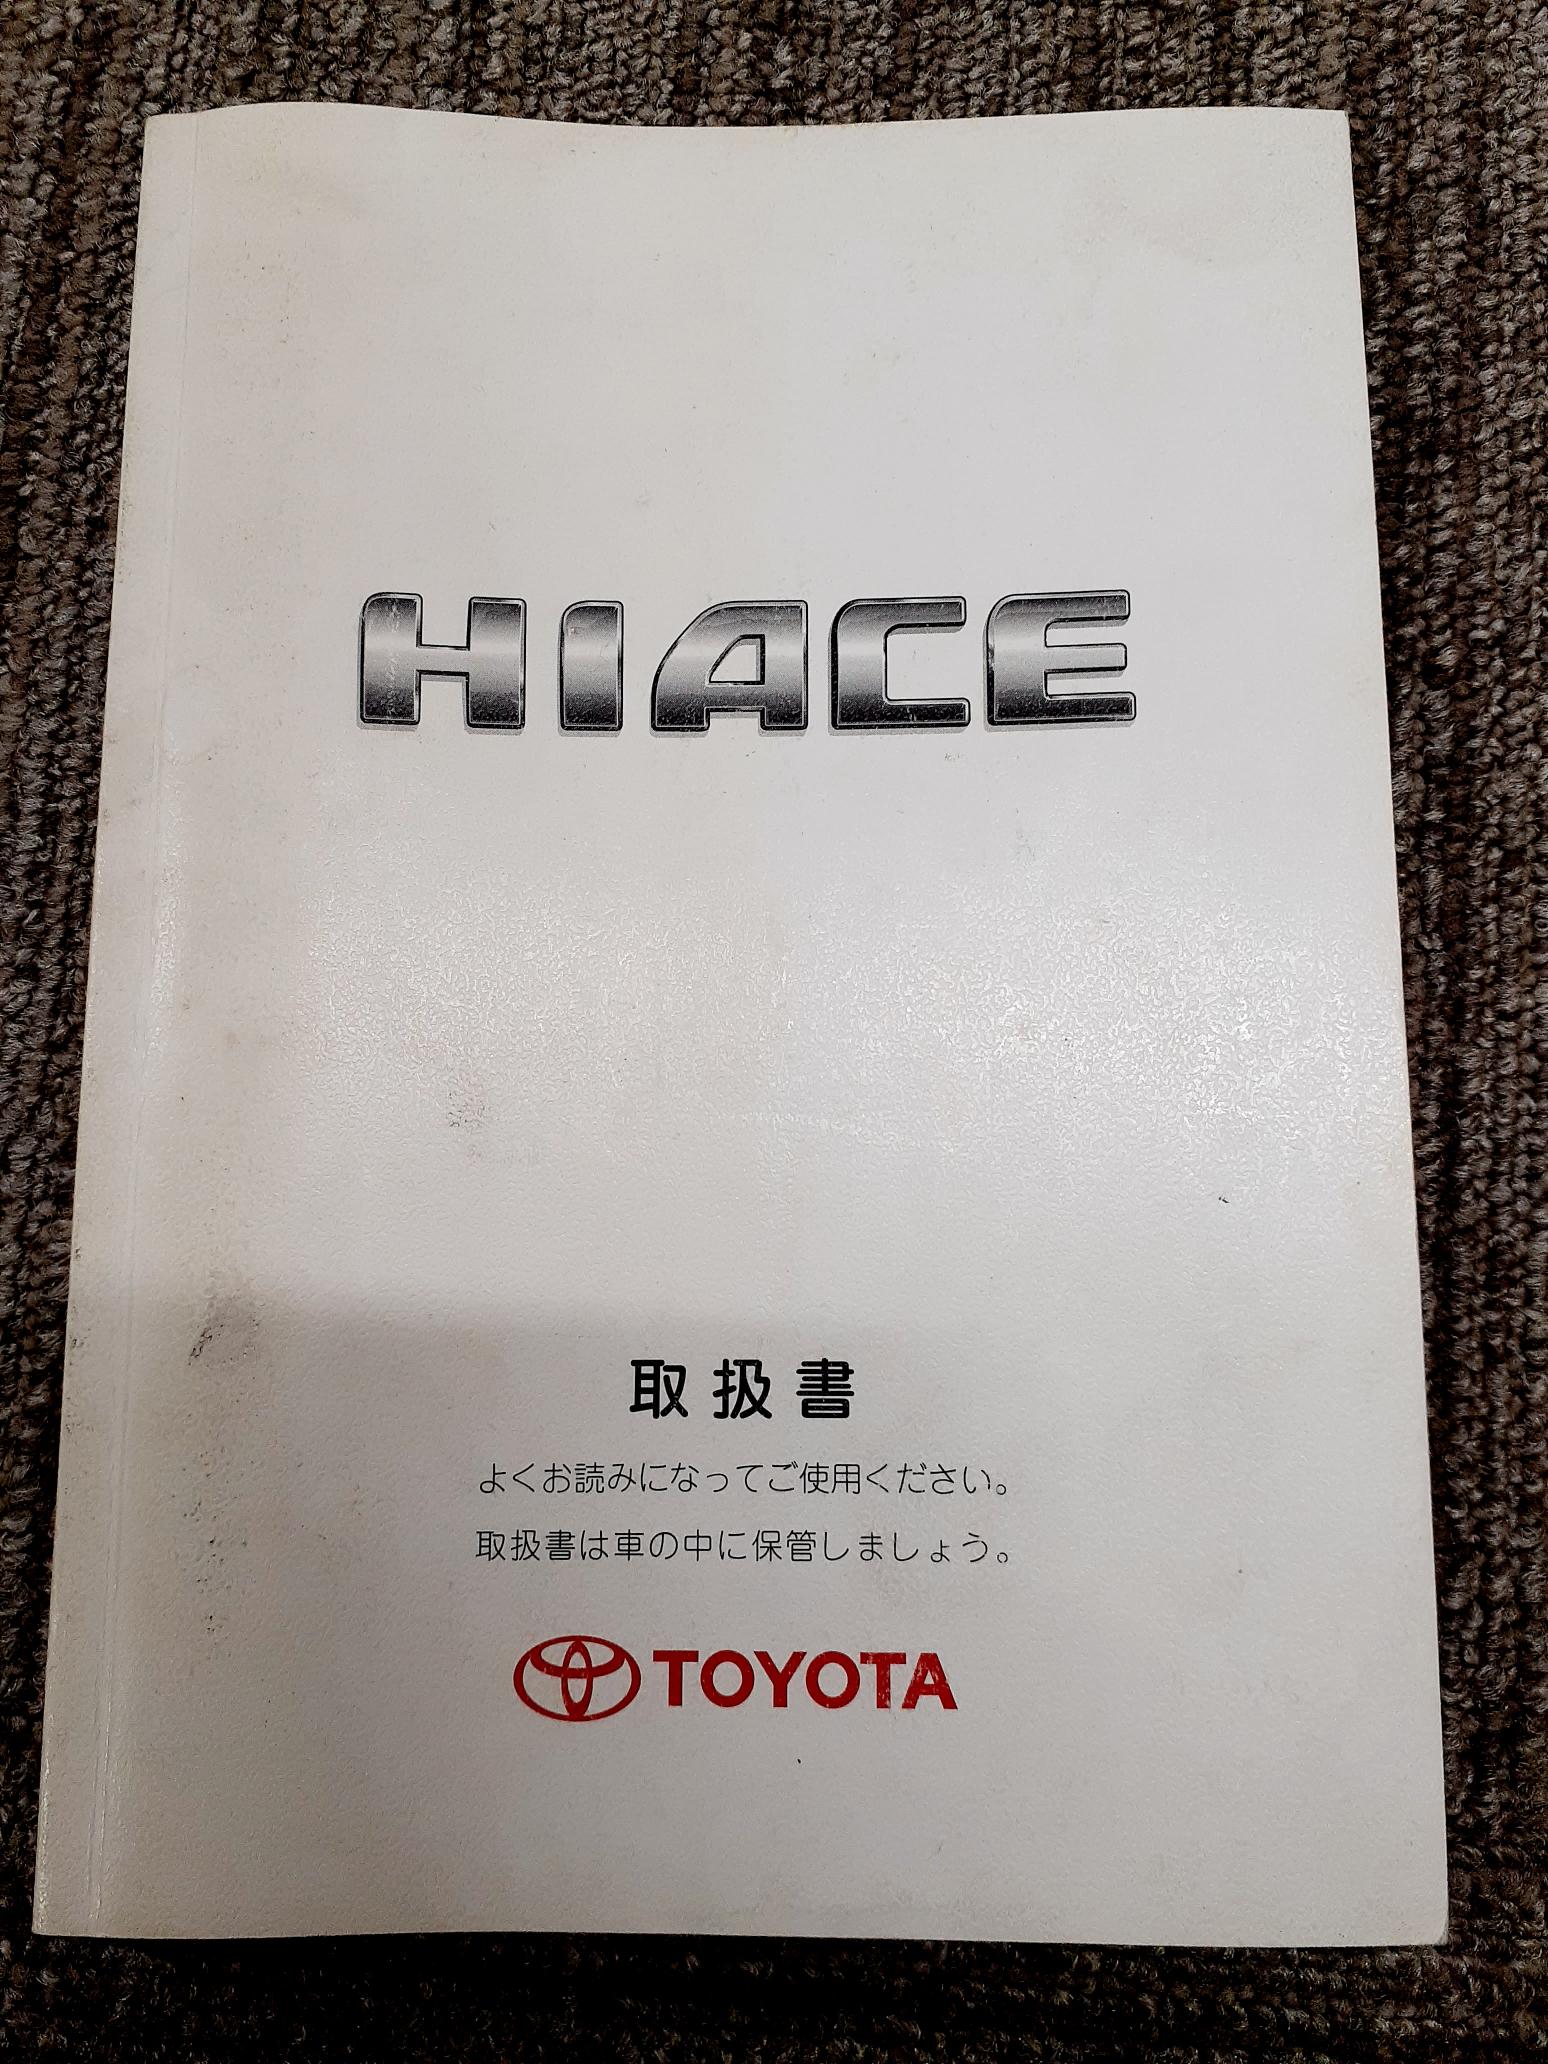 HIACE
取扱書
よくお読みになってご使用ください。
取扱書は車の中に保管しましょう。
TOYOTA